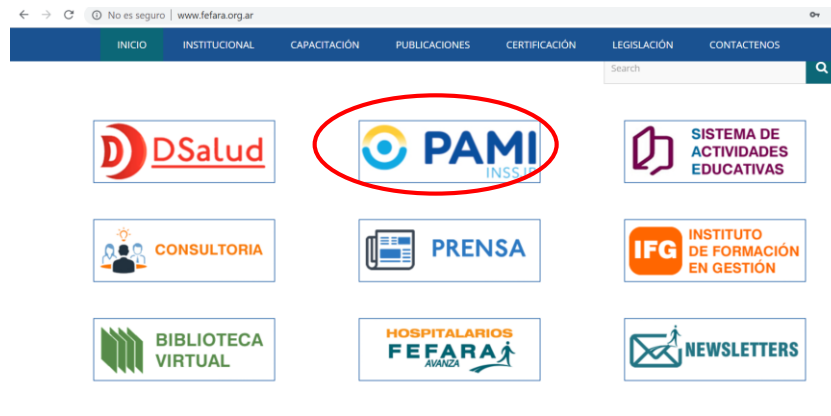 No es seguro | www.fefara.org.ar
INICIO INSTITUCIONAL CAPACITACIÓN PUBLICACIONES CERTIFICACIÓN LEGISLACIÓN CONTACTENOS
Search
DSalud
PAMI
INSSJP
SISTEMA DE
ACTIVIDADES
EDUCATIVAS
CONSULTORIA
PRENSA
IFG
INSTITUTO
DE FORMACIÓN
EN GESTIÓN
BIBLIOTECA
VIRTUAL
HOSPITALARIOS
FEFARA
AVANZA
NEWSLETTERS